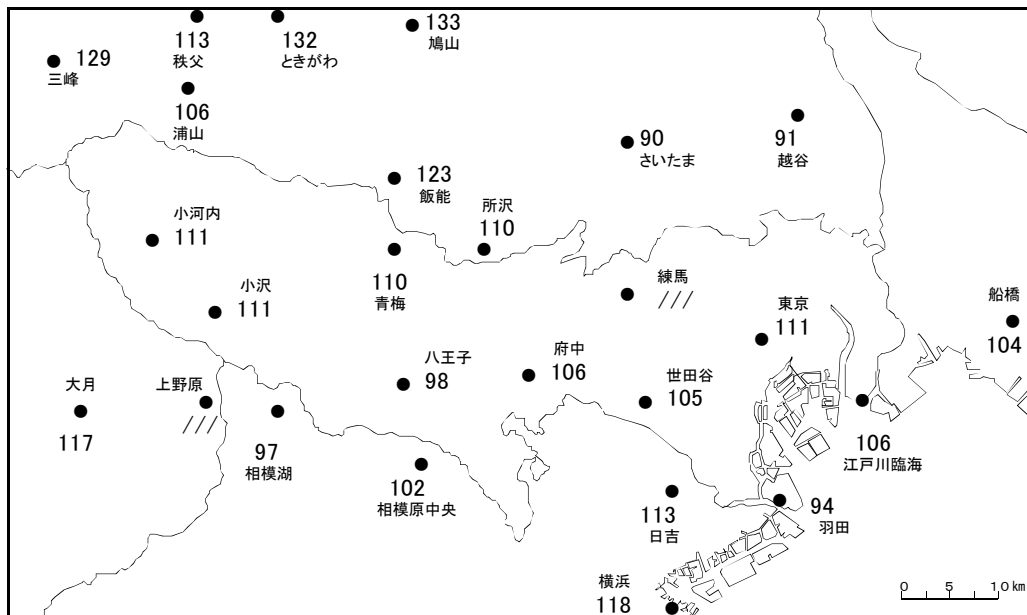 113
秩父
132
ときがわ
133
鳩山
129
三峰
106
浦山
90
さいたま
91
越谷
123
飯能
小河内
111
所沢
110
110
青梅
小沢
111
練馬
///
東京
111
船橋
104
大月
117
上野原
///
97
相模湖
八王子
98
府中
106
世田谷
105
106
江戸川臨海
102
相模原中央
113
日吉
94
羽田
横浜
118
0 5 10km